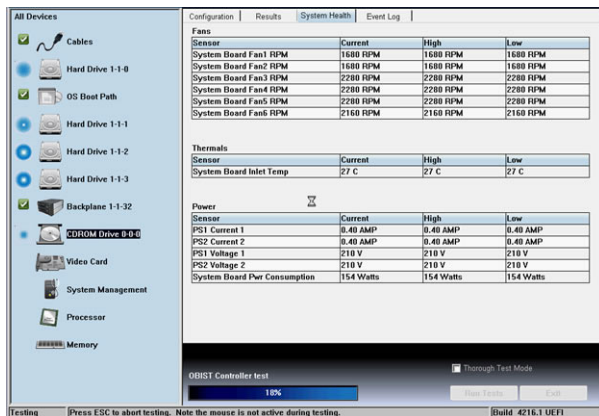 All Devices
Cables
Hard Drive 1-1-0
OS Boot Path
Hard Drive 1-1-1
Hard Drive 1-1-2
Hard Drive 1-1-3
Backplane 1-1-32
CDROM Drive 0-0-0
Video Card
System Management
Processor
Memory
Configuration Results System Health Event Log
Fans
Sensor Current High Low
System Board Fan1 RPM 1680 RPM 1680 RPM 1680 RPM
System Board Fan2 RPM 1680 RPM 1680 RPM 1680 RPM
System Board Fan3 RPM 2280 RPM 2280 RPM 2280 RPM
System Board Fan4 RPM 2280 RPM 2280 RPM 2280 RPM
System Board Fan5 RPM 2280 RPM 2280 RPM 2280 RPM
System Board Fan6 RPM 2160 RPM 2160 RPM 2160 RPM
Thermals
Sensor Current High Low
System Board Inlet Temp 27 C 27 C 27 C
Power
Sensor Current High Low
PS1 Current 1 0.40 AMP 0.40 AMP 0.40 AMP
PS2 Current 2 0.40 AMP 0.40 AMP 0.40 AMP
PS1 Voltage 1 210 V 210 V 210 V
PS2 Voltage 2 210 V 210 V 210 V
System Board Pwr Consumption 154 Watts 154 Watts 154 Watts
OBIST Controller test
18%
Thorough Test Mode
Run Tests Exit
Testing Press ESC to abort testing. Note the mouse is not active during testing. Build 4216.1 UEFI